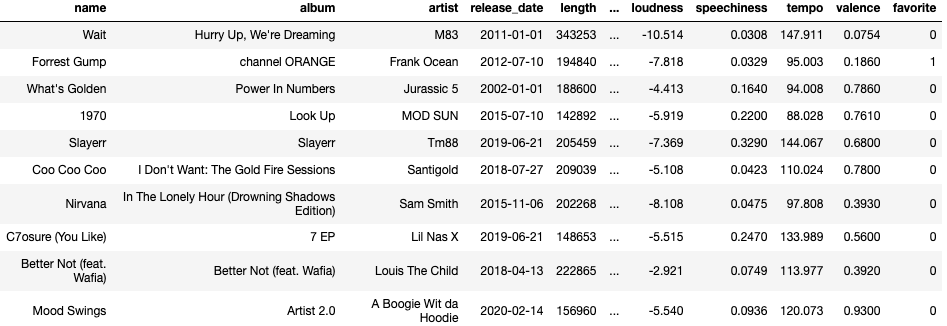 name album artist release_date length ... loudness speechiness tempo valence favorite
Wait Hurry Up, We're Dreaming M83 2011-01-01 343253 ... -10.514 0.0308 147.911 0.0754 0
Forrest Gump channel ORANGE Frank Ocean 2012-07-10 194840 ... -7.818 0.0329 95.003 0.1860 1
What's Golden Power In Numbers Jurassic 5 2002-01-01 188600 ... -4.413 0.1640 94.008 0.7860 0
1970 Look Up MOD SUN 2015-07-10 142892 ... -5.919 0.2200 88.028 0.7610 0
Slayerr Slayerr Tm88 2019-06-21 205459 ... -7.369 0.3290 144.067 0.6800 0
Coo Coo Coo I Don't Want: The Gold Fire Sessions Santigold 2018-07-27 209039 ... -5.108 0.0423 110.024 0.7800 0
Nirvana In The Lonely Hour (Drowning Shadows
Edition) Sam Smith 2015-11-06 202268 ... -8.108 0.0475 97.808 0.3930 0
C7osure (You Like) 7 EP Lil Nas X 2019-06-21 148653 ... -5.515 0.2470 133.989 0.5600 0
Better Not (feat.
Wafia) Better Not (feat. Wafia) Louis The Child 2018-04-13 222865 ... -2.921 0.0749 113.977 0.3920 0
Mood Swings Artist 2.0 A Boogie Wit da
Hoodie 2020-02-14 156960 ... -5.540 0.0936 120.073 0.9300 0